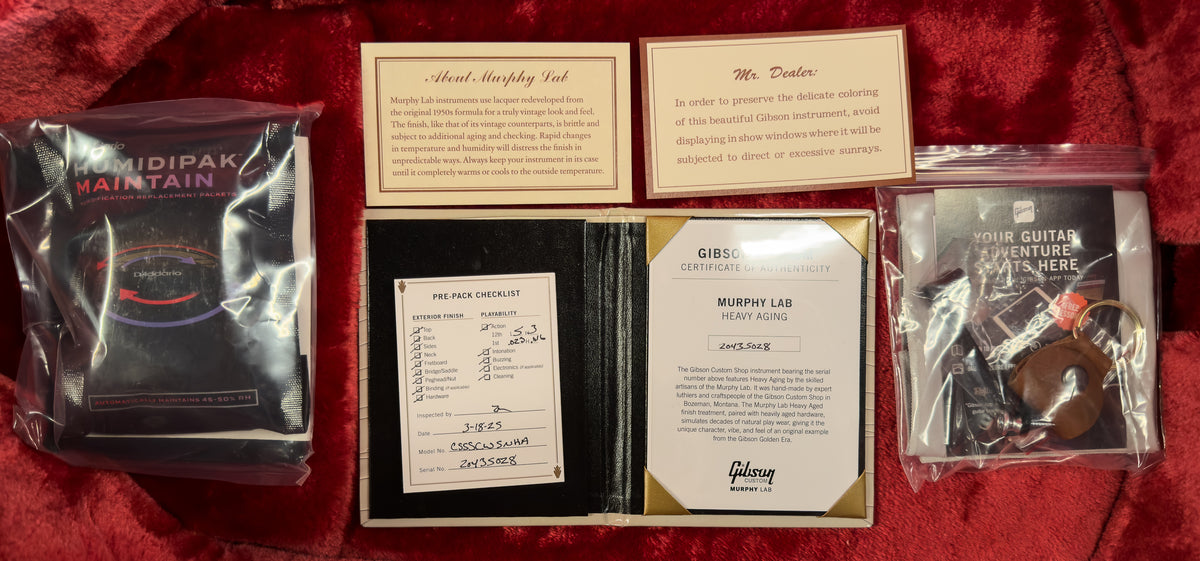 About Murphy Lab
Murphy Lab instruments use lacquer redeveloped from
the original 1950s formula for a truly vintage look and feel.
The finish, like that of its vintage counterparts, is brittle and
subject to additional aging and checking. Rapid changes
in temperature and humidity will distress the finish in
unpredictable ways. Always keep your instrument in its case
until it completely warms or cools to the outside temperature.
Mr. Dealer:
In order to preserve the delicate coloring
of this beautiful Gibson instrument, avoid
displaying in show windows where it will be
subjected to direct or excessive sunrays.
HUMIDIPAK
MAINTAIN
REPLACEMENT PACKETS
D'Addario
AUTOMATICALLY MAINTAINS 45-50% RH
PRE-PACK CHECKLIST
EXTERIOR FINISH
Top
Back
Sides
Neck
Fretboard
Bridge/Saddle
Peghead/Nut
Binding (if applicable)
Hardware
PLAYABILITY
Action
12th
1st
Intonation
Buzzing
Electronics (if applicable)
Cleaning
Inspected by
Date 3-18-25
Model No. CSSSCWSNHA
Serial No. 20435028
GIBSON
CERTIFICATE OF AUTHENTICITY
MURPHY LAB
HEAVY AGING
20435028
The Gibson Custom Shop instrument bearing the serial
number above features Heavy Aging by the skilled
artisans of the Murphy Lab. It was hand-made by expert
luthiers and craftspeople of the Gibson Custom Shop in
Bozeman, Montana. The Murphy Lab Heavy Aged
finish treatment, paired with heavily aged hardware,
simulates decades of natural play wear, giving it the
unique character, vibe, and feel of an original example
from the Gibson Golden Era.
Gibson
CUSTOM
MURPHY LAB
Gibson
YOUR GUITAR
ADVENTURE
STARTS HERE
GIBSON APP TODAY